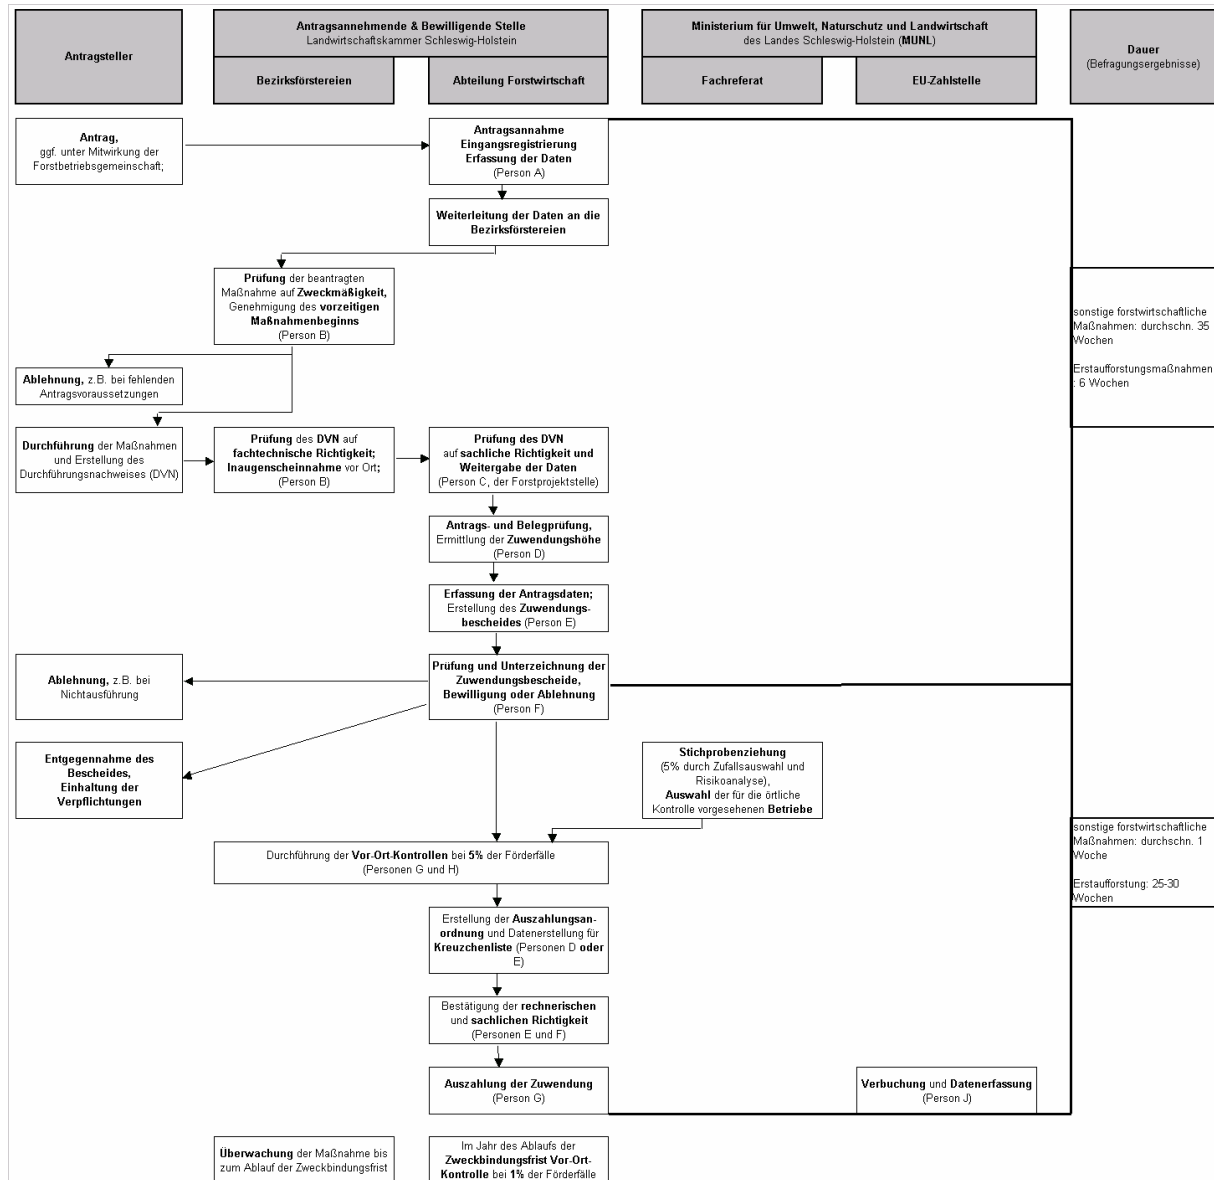 Antragsteller
Antragsannehmende & Bewilligende Stelle
Landwirtschaftskammer Schleswig-Holstein
Ministerium für Umwelt, Naturschutz und Landwirtschaft
des Landes Schleswig-Holstein (MUNL)
Dauer
(Befragungsergebnisse)
Bezirksförstereien
Abteilung Forstwirtschaft
Fachreferat
EU-Zahlstelle
Antrag,
ggf. unter Mitwirkung der
Forstbetriebsgemeinschaft;
Antragsannahme
Eingangsregistrierung
Erfassung der Daten
(Person A)
Weiterleitung der Daten an die
Bezirksförstereien
Prüfung der beantragten
Maßnahme auf Zweckmäßigkeit,
Genehmigung des vorzeitigen
Maßnahmenbeginns
(Person B)
sonstige forstwirtschaftliche
Maßnahmen: durchschn. 35
Wochen
Erstaufforstungsmaßnahmen
: 6 Wochen
Ablehnung, z.B. bei fehlenden
Antragsvoraussetzungen
Durchführung der Maßnahmen
und Erstellung des
Durchführungsnachweises (DVN)
Prüfung des DVN auf
fachtechnische Richtigkeit;
Inaugenscheinnahme vor Ort;
(Person B)
Prüfung des DVN
auf sachliche Richtigkeit und
Weitergabe der Daten
(Person C, der Forstprojektstelle)
Antrags- und Belegprüfung,
Ermittlung der Zuwendungshöhe
(Person D)
Erfassung der Antragsdaten;
Erstellung des Zuwendungs-
bescheides (Person E)
Ablehnung, z.B. bei
Nichtausführung
Prüfung und Unterzeichnung der
Zuwendungsbescheide,
Bewilligung oder Ablehnung
(Person F)
Entgegennahme des
Bescheides,
Einhaltung der
Verpflichtungen
Stichprobenziehung
(5% durch Zufallsauswahl und
Risikoanalyse),
Auswahl der für die örtliche
Kontrolle vorgesehenen Betriebe
sonstige forstwirtschaftliche
Maßnahmen: durchschn. 1
Woche
Erstaufforstung: 25-30
Wochen
Durchführung der Vor-Ort-Kontrollen bei 5% der Förderfälle
(Personen G und H)
Erstellung der Auszahlungsan-
ordnung und Datenerstellung für
Kreuzchenliste (Personen D oder
E)
Bestätigung der rechnerischen
und sachlichen Richtigkeit
(Personen E und F)
Auszahlung der Zuwendung
(Person G)
Verbuchung und Datenerfassung
(Person J)
Überwachung der Maßnahme bis
zum Ablauf der Zweckbindungsfrist
Im Jahr des Ablaufs der
Zweckbindungsfrist Vor-Ort-
Kontrolle bei 1% der Förderfälle